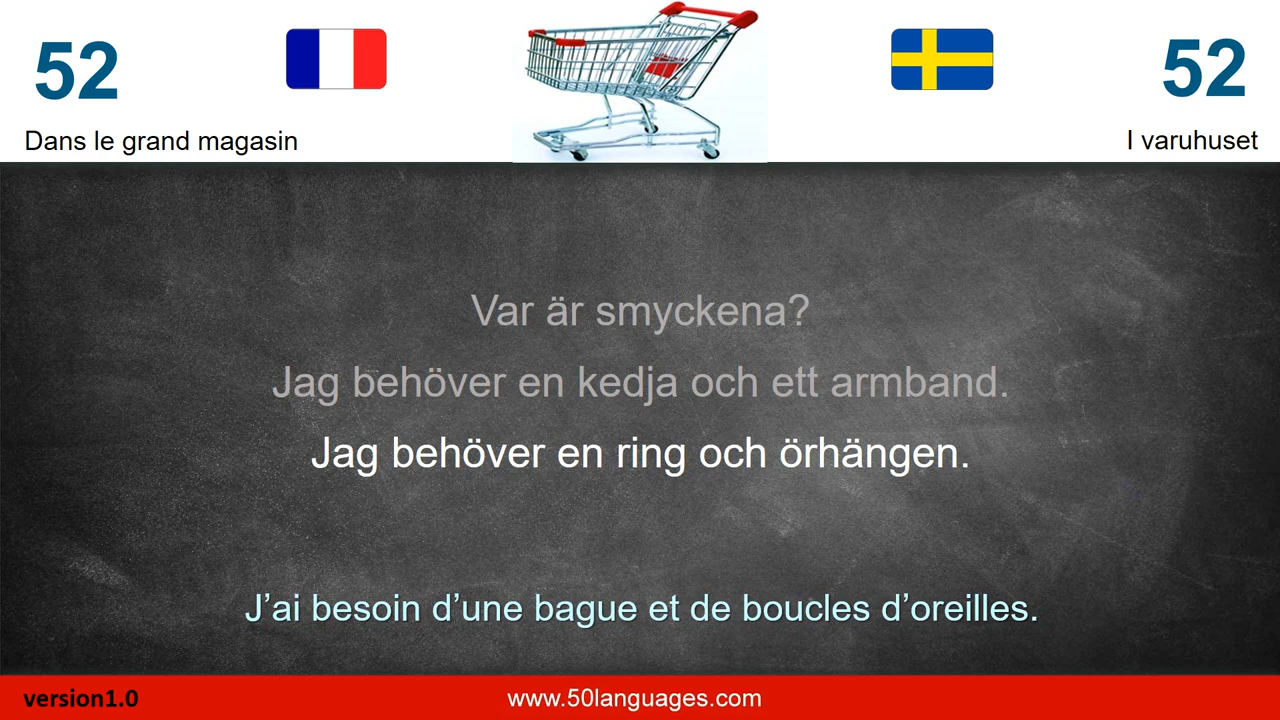 52
52
Dans le grand magasin
I varuhuset
Var är smyckena?
Jag behöver en kedja och ett armband.
Jag behöver en ring och örhängen.
J’ai besoin d’une bague et de boucles d’oreilles.
version1.0
www.50languages.com